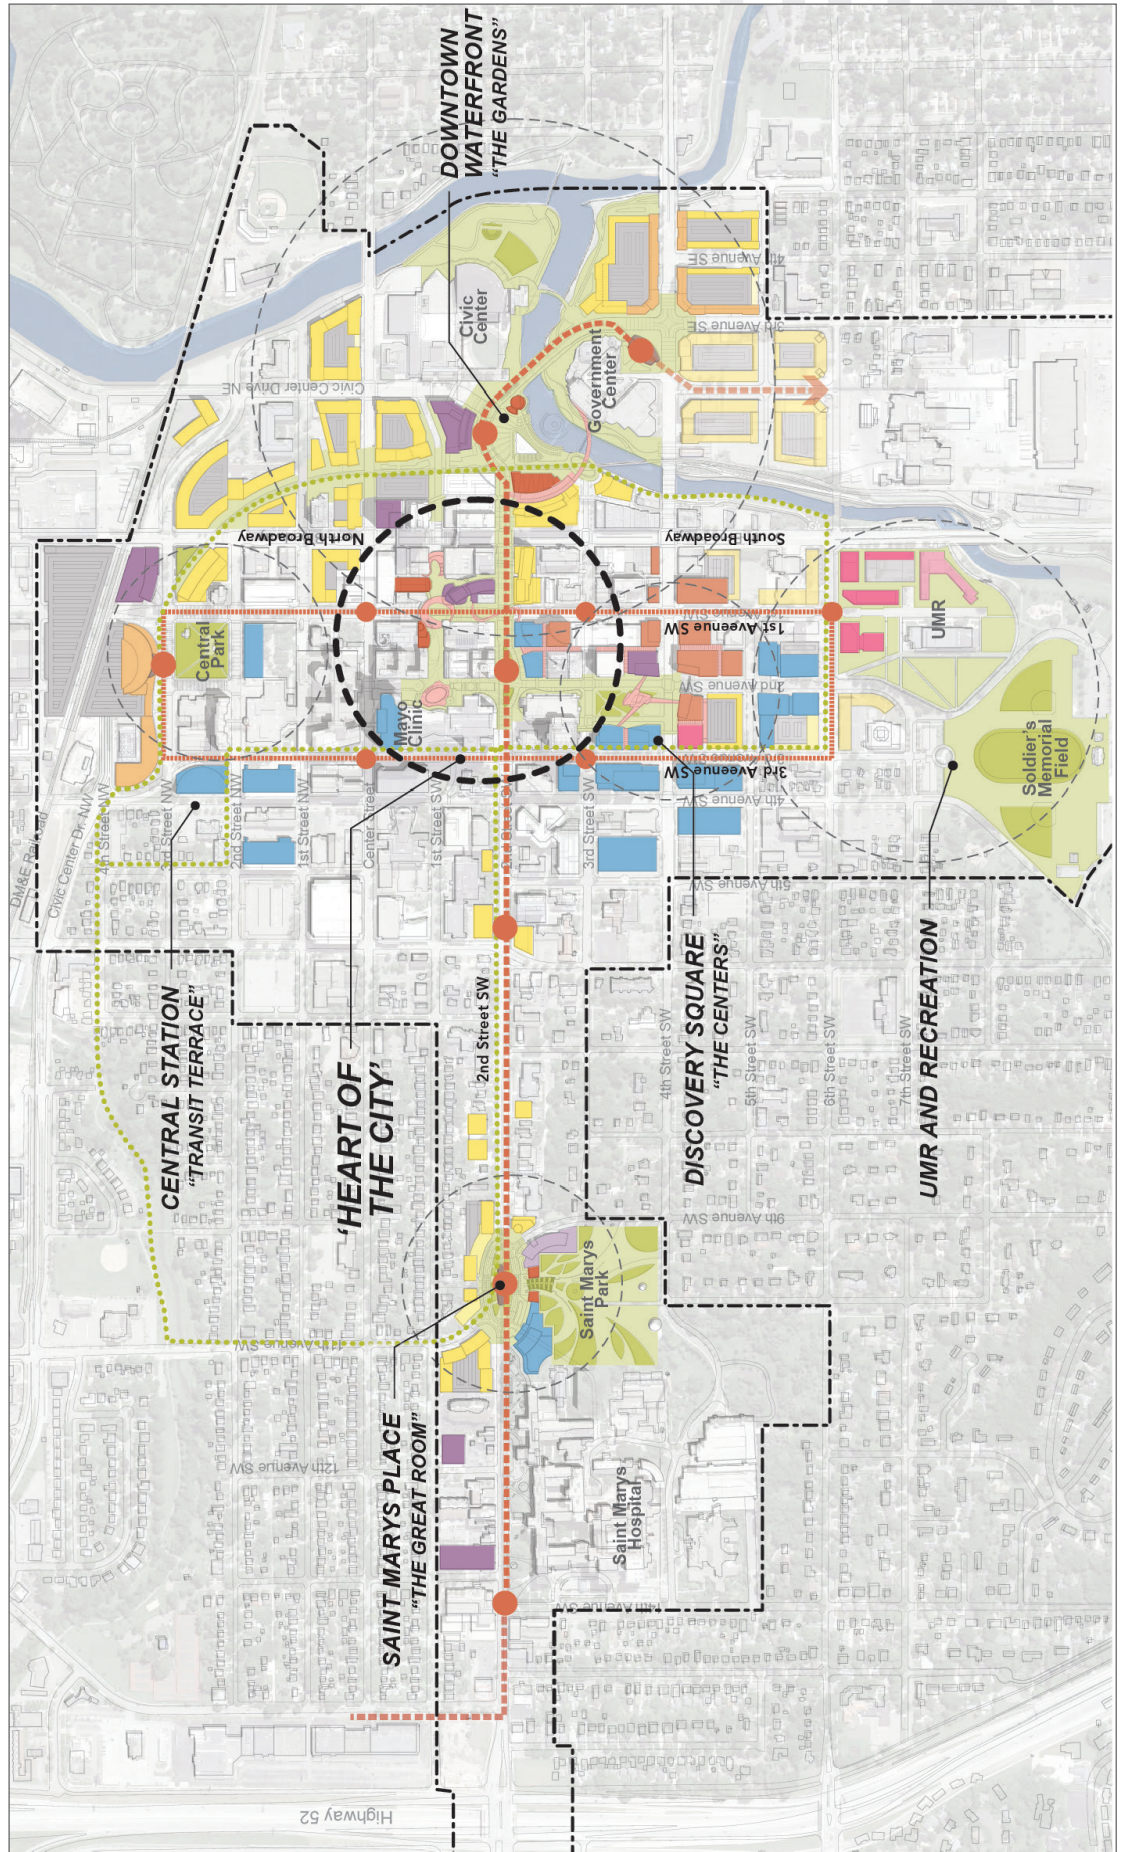 DOWNTOWN
WATERFRONT
"THE GARDENS"
Civic
Center
Government
Center
4th Avenue SE
3rd Avenue SE
Civic Center Drive NE
North Broadway
South Broadway
1st Aveenue SW
2nd Avenue SW
3rd Aveenue SW
4th Avenue SW
5th Avenue SW
Central
Park
Mayo
Clinic
UMR
Soldier's
Memorial
Field
DM&E Railroad
Civic Center Dr. NW
4th Street NW
3rd Street NW
2nd Street NW
1st Street NW
Center Street
1st Street SW
3rd Street SW
CENTRAL STATION
"TRANSIT TERRACE"
'HEART OF
THE CITY'
2nd Street SW
DISCOVERY SQUARE
"THE CENTERS"
UMR AND RECREATION
4th Street SW
5th Street SW
6th Street SW
7th Street SW
9th Avenue SW
Saint Marys
Park
11th Avenue SW
12th Avenue SW
SAINT MARYS PLACE
"THE GREAT ROOM"
Saint Marys
Hospital
14th Avenue SW
Highway 52